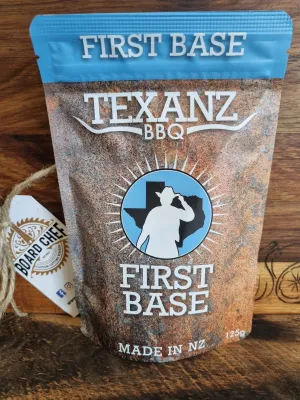 FIRST BASE
TEXANZ
BBQ
FIRST
BASE
MADE IN NZ
125g
BOARD CHEF